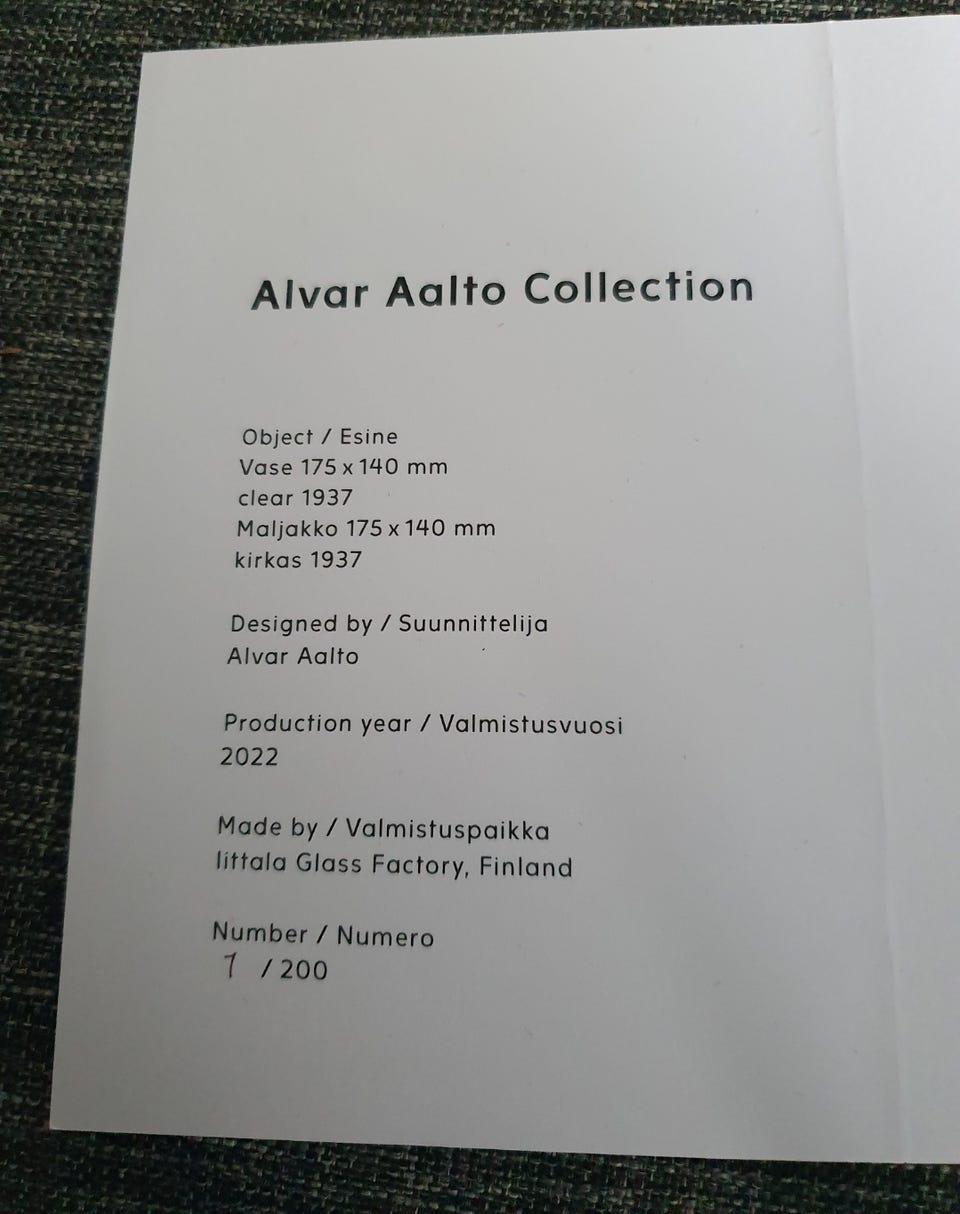 Alvar Aalto Collection
Object / Esine
Vase 175 x 140 mm
clear 1937
Maljakko 175 x 140 mm
kirkas 1937
Designed by / Suunnittelija
Alvar Aalto
Production year / Valmistusvuosi
2022
Made by / Valmistuspaikka
Iittala Glass Factory, Finland
Number / Numero
1 / 200